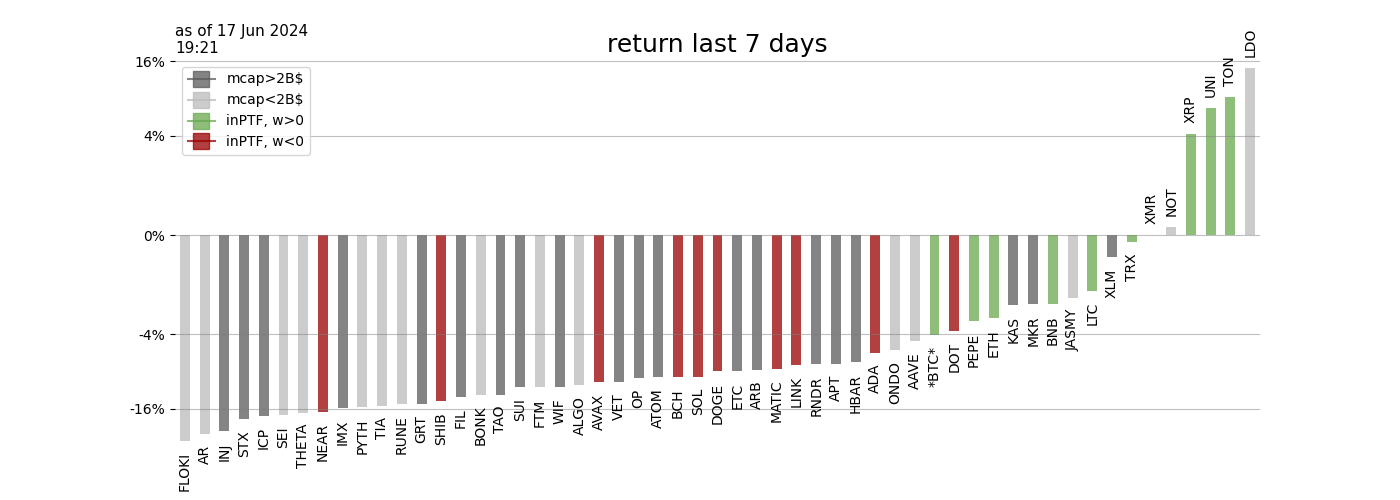 as of 17 Jun 2024
19:21
return last 7 days
16%
4%
0%
-4%
-16%
mcap>2B$
mcap<2B$
inPTF, w>0
inPTF, w<0
FLOKI
AR
INJ
STX
ICP
SEI
THETA
NEAR
IMX
PYTH
TIA
RUNE
GRT
SHIB
FIL
BONK
TAO
SUI
FTM
WIF
ALGO
AVAX
VET
OP
ATOM
BCH
SOL
DOGE
ETC
ARB
MATIC
LINK
RNDR
APT
HBAR
ADA
ONDO
AAVE
*BTC*
DOT
PEPE
ETH
KAS
MKR
BNB
JASMY
LTC
XLM
TRX
XMR
NOT
XRP
UNI
TON
LDO